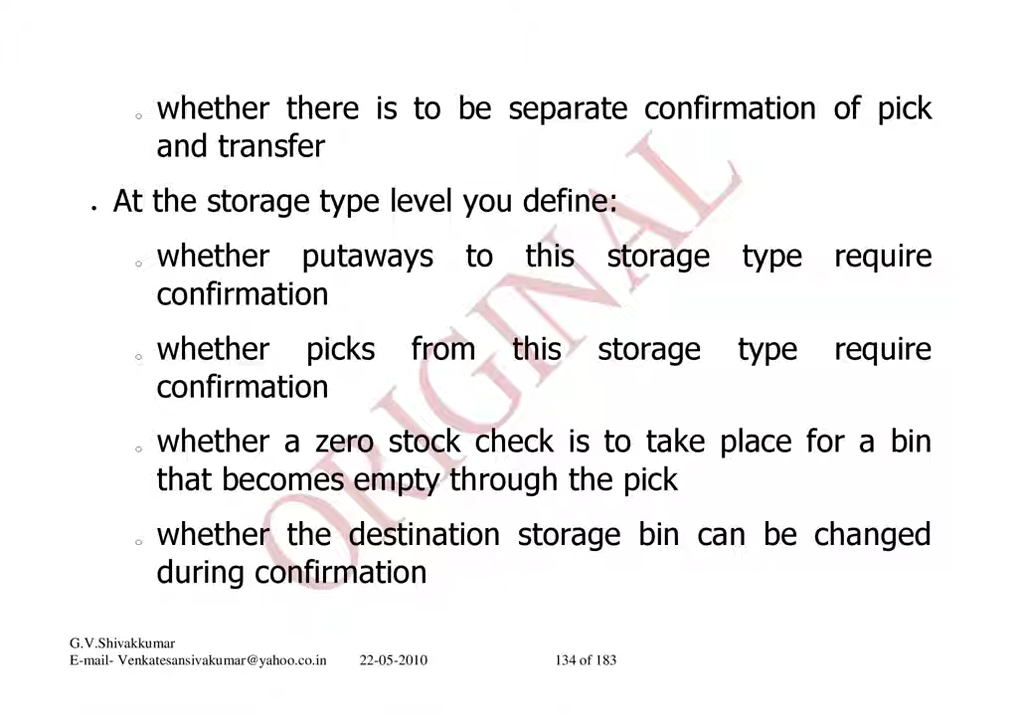 o whether there is to be separate confirmation of pick
and transfer
• At the storage type level you define:
o whether putaways to this storage type require
confirmation
o whether picks from this storage type require
confirmation
o whether a zero stock check is to take place for a bin
that becomes empty through the pick
o whether the destination storage bin can be changed
during confirmation
ORIGINAL
G.V.Shivakkumar
E-mail- Venkatesansivakumar@yahoo.co.in 22-05-2010 134 of 183